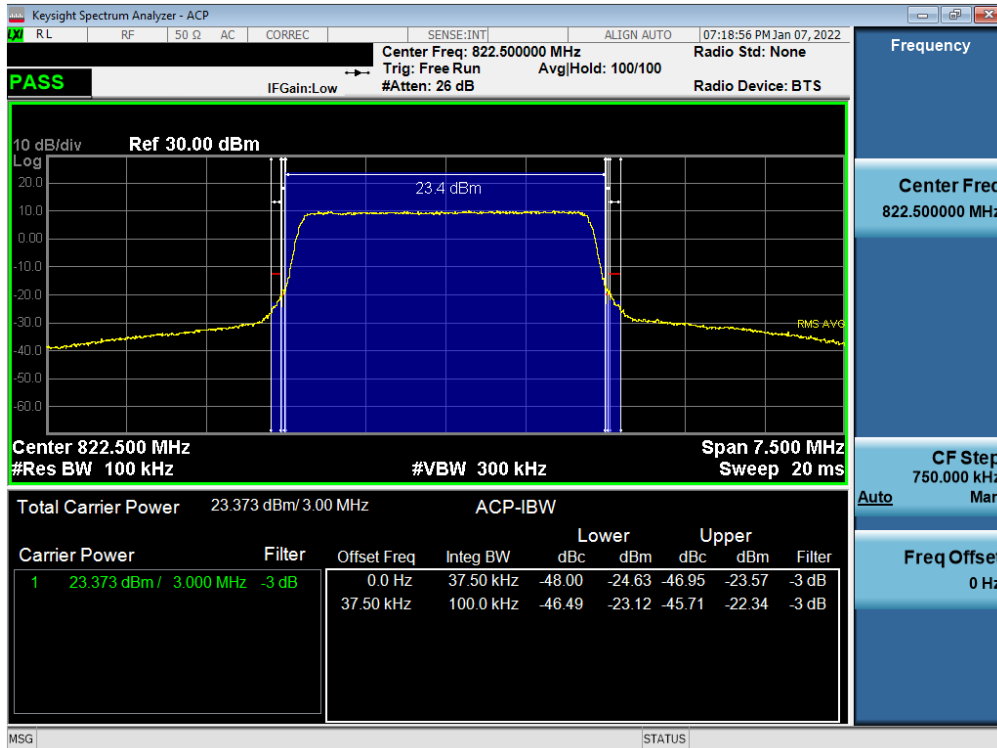 Keysight Spectrum Analyzer - ACP
LXI RL RF 50 Ω AC CORREC SENSE:INT ALIGN AUTO 07:18:56 PM Jan 07, 2022
Center Freq: 822.500000 MHz Radio Std: None
Trig: Free Run Avg|Hold: 100/100
PASS IFGain:Low #Atten: 26 dB Radio Device: BTS
Frequency
10 dB/div Ref 30.00 dBm
Log
20.0
10.0
0.00
-10.0
-20.0
-30.0
-40.0
-50.0
-60.0
23.4 dBm
RMS AVG
Center 822.500 MHz Span 7.500 MHz
#Res BW 100 kHz #VBW 300 kHz Sweep 20 ms
Total Carrier Power 23.373 dBm/ 3.00 MHz ACP-IBW
Lower Upper
Carrier Power Filter Offset Freq Integ BW dBc dBm dBc dBm Filter
1 23.373 dBm / 3.000 MHz -3 dB 0.0 Hz 37.50 kHz -48.00 -24.63 -46.95 -23.57 -3 dB
37.50 kHz 100.0 kHz -46.49 -23.12 -45.71 -22.34 -3 dB
Center Freq
822.500000 MHz
CF Step
750.000 kHz
Auto Man
Freq Offset
0 Hz
MSG STATUS